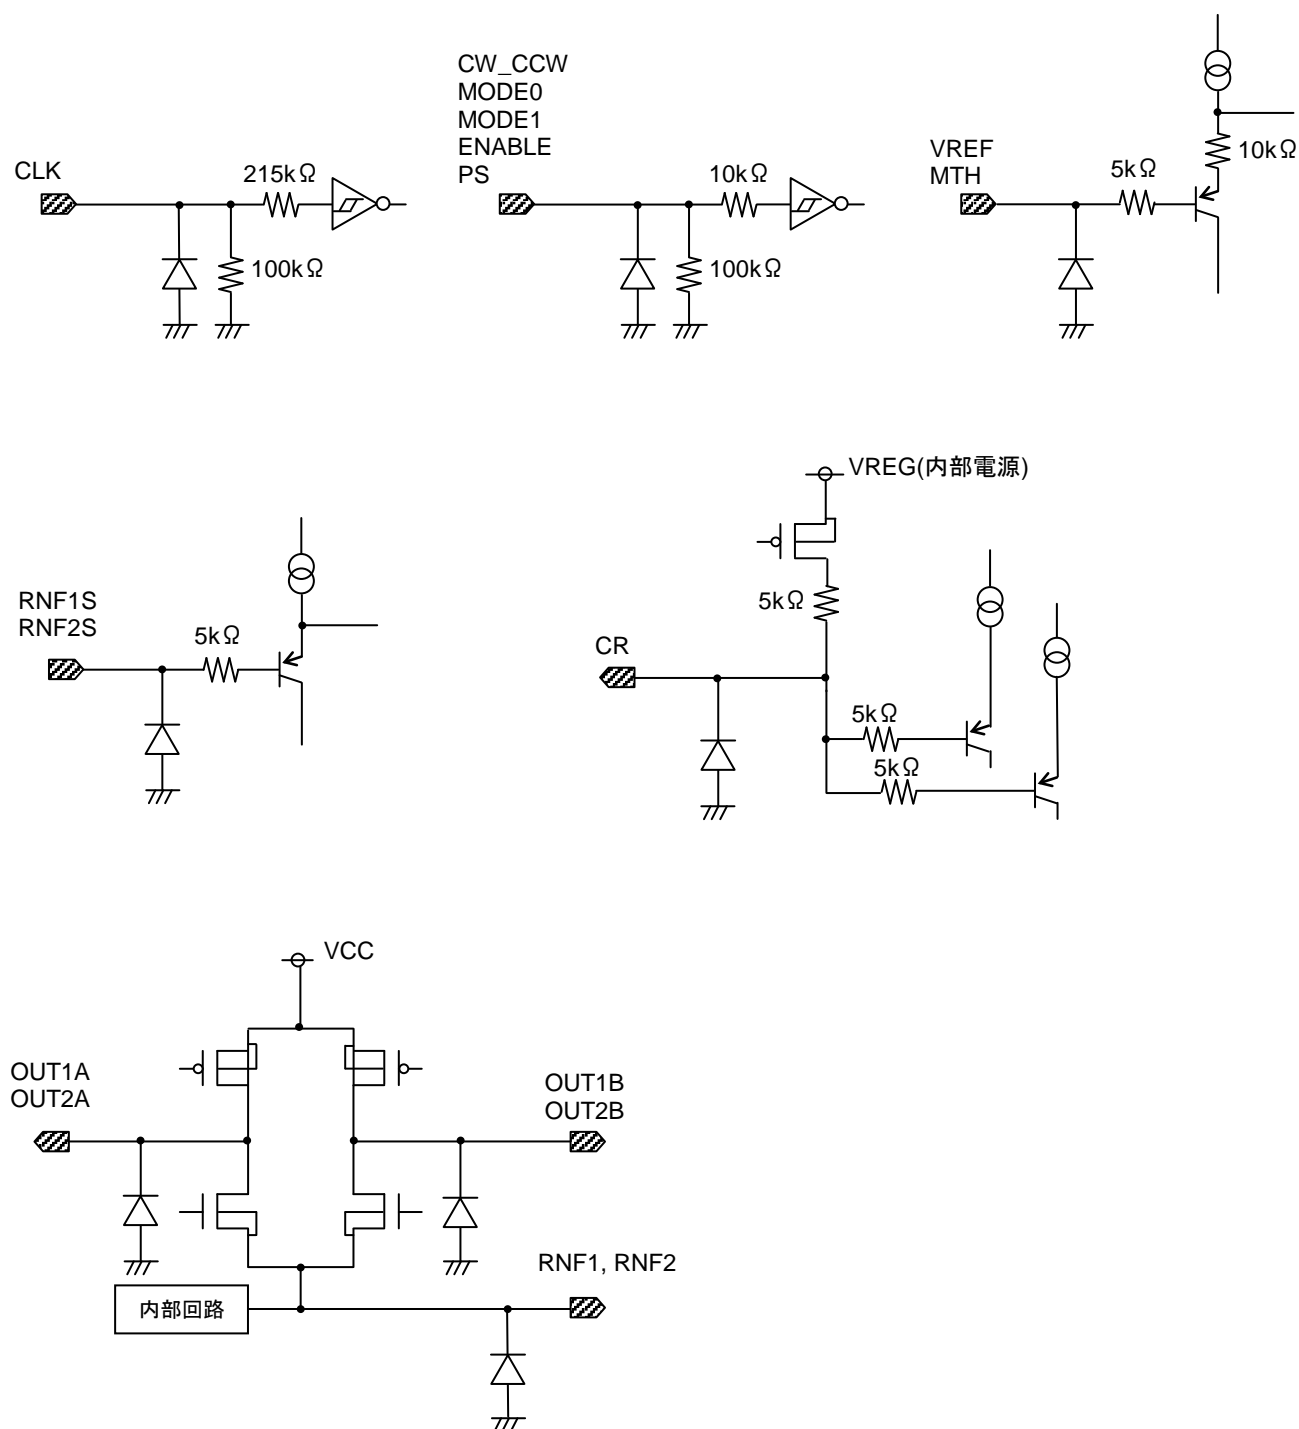 CLK
215kΩ
100kΩ
CW_CCW
MODE0
MODE1
ENABLE
PS
10kΩ
100kΩ
VREF
MTH
5kΩ
10kΩ
RNF1S
RNF2S
5kΩ
VREG(内部電源)
5kΩ
CR
5kΩ
5kΩ
VCC
OUT1A
OUT2A
OUT1B
OUT2B
RNF1, RNF2
内部回路